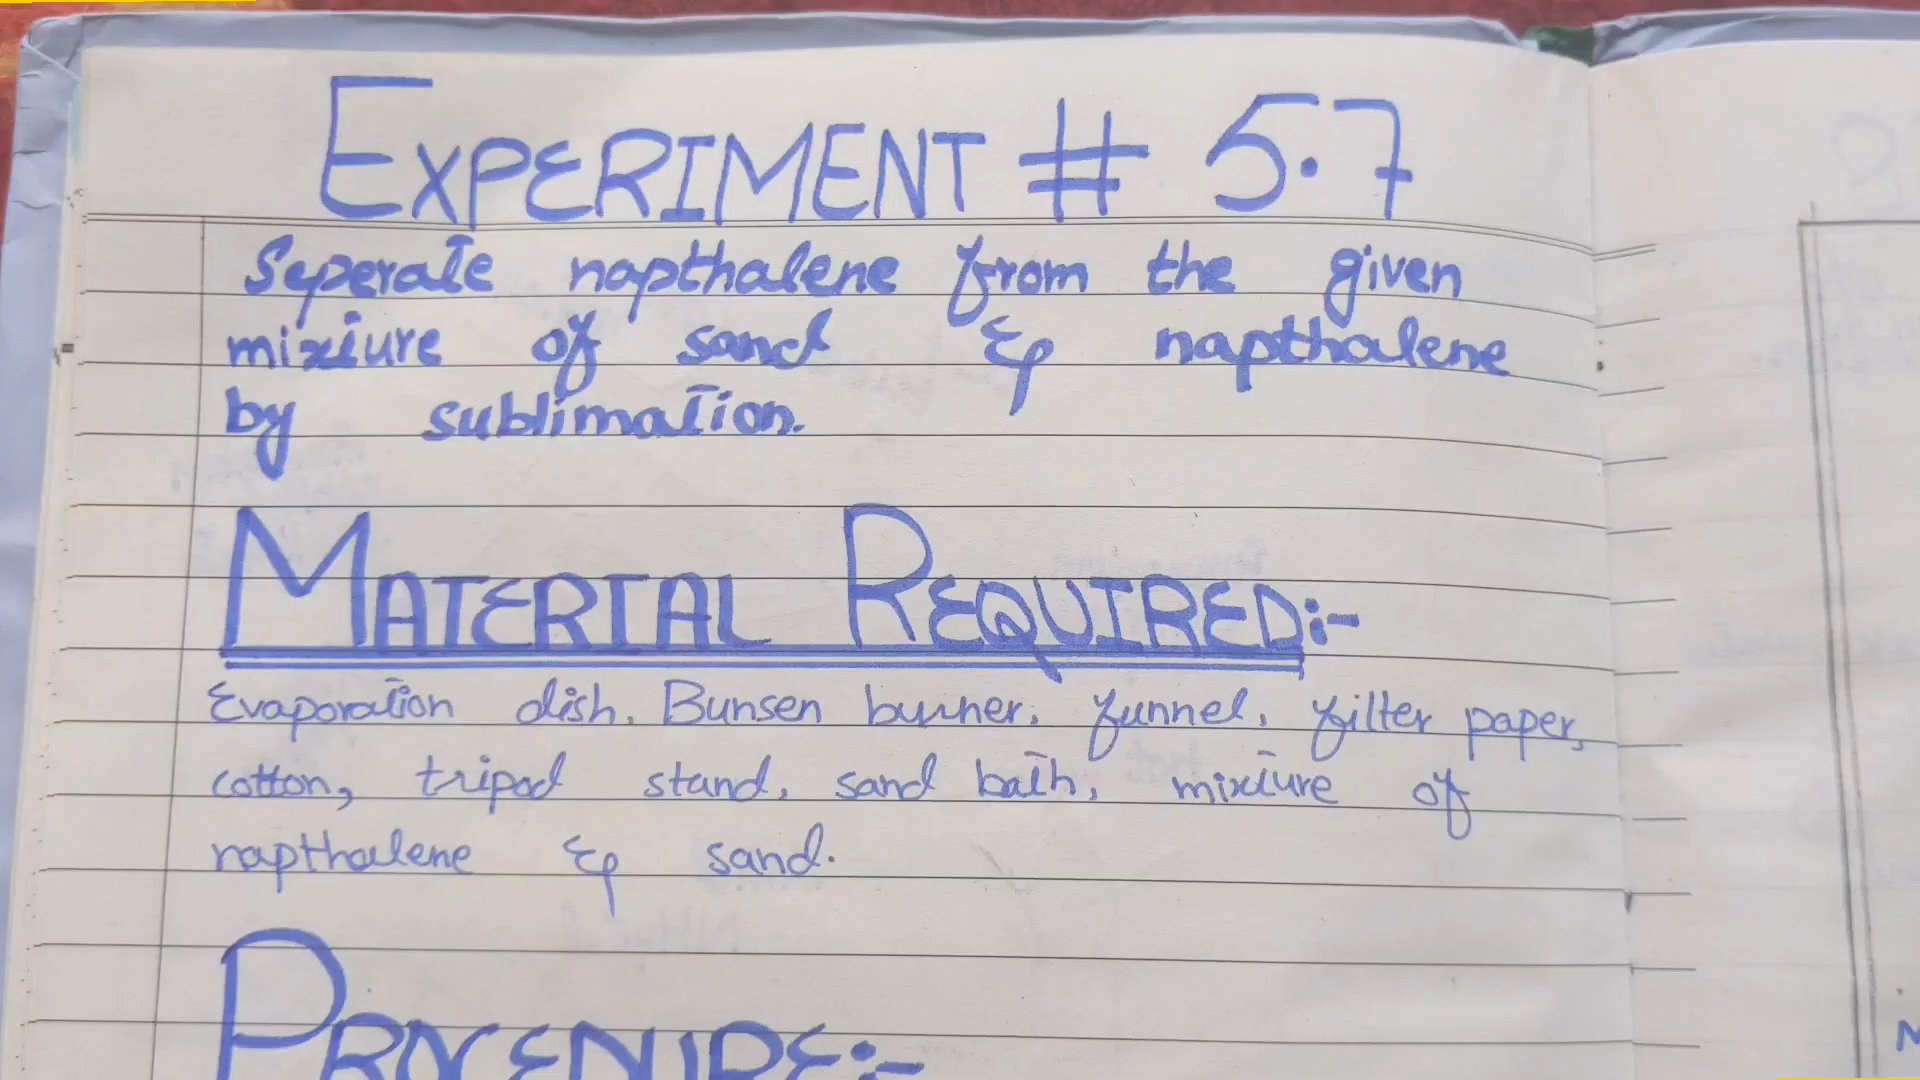 EXPERIMENT # 5.7
Seperate napthalene from the given
mixture of sand & napthalene
by sublimation.
MATERIAL REQUIRED:-
Evaporation dish, Bunsen burner, funnel, filter paper,
cotton, tripod stand, sand bath, mixture of
napthalene & sand.
PROCEDURE:-